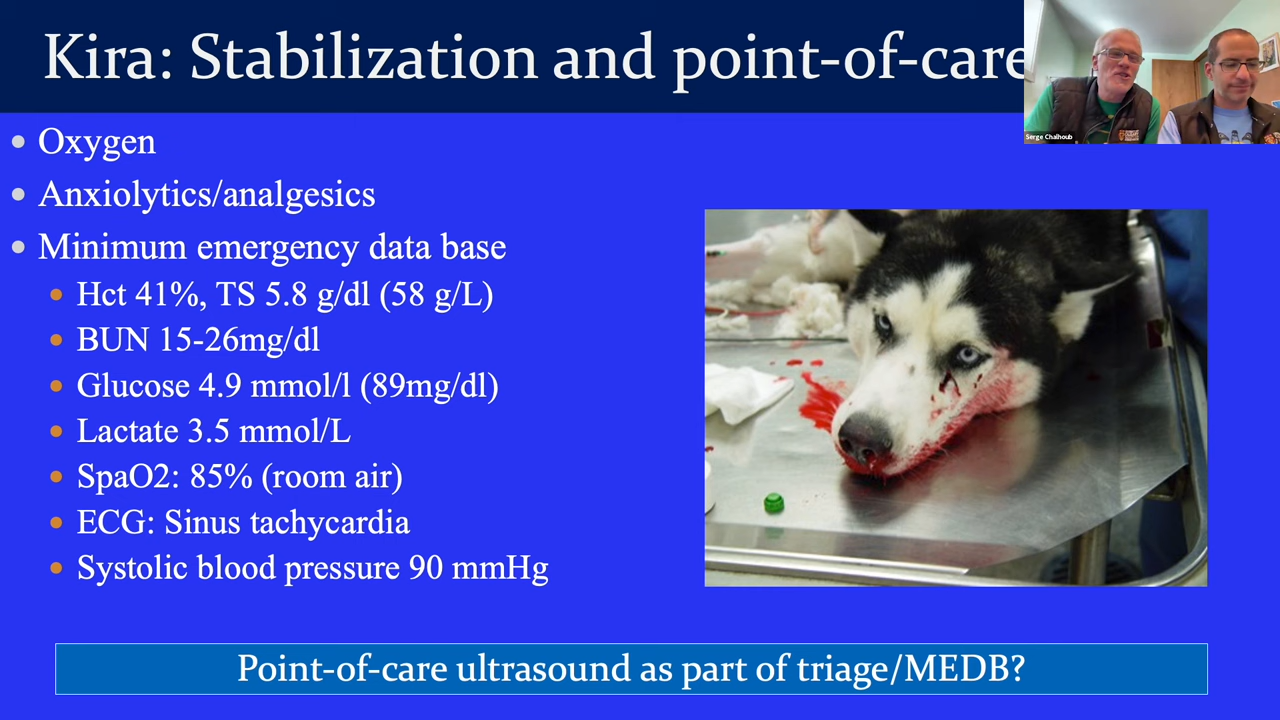 Kira: Stabilization and point-of-care
Serge Chalhoub
Oxygen
Anxiolytics/analgesics
Minimum emergency data base
Hct 41%, TS 5.8 g/dl (58 g/L)
BUN 15-26mg/dl
Glucose 4.9 mmol/l (89mg/dl)
Lactate 3.5 mmol/L
SpaO2: 85% (room air)
ECG: Sinus tachycardia
Systolic blood pressure 90 mmHg
Point-of-care ultrasound as part of triage/MEDB?